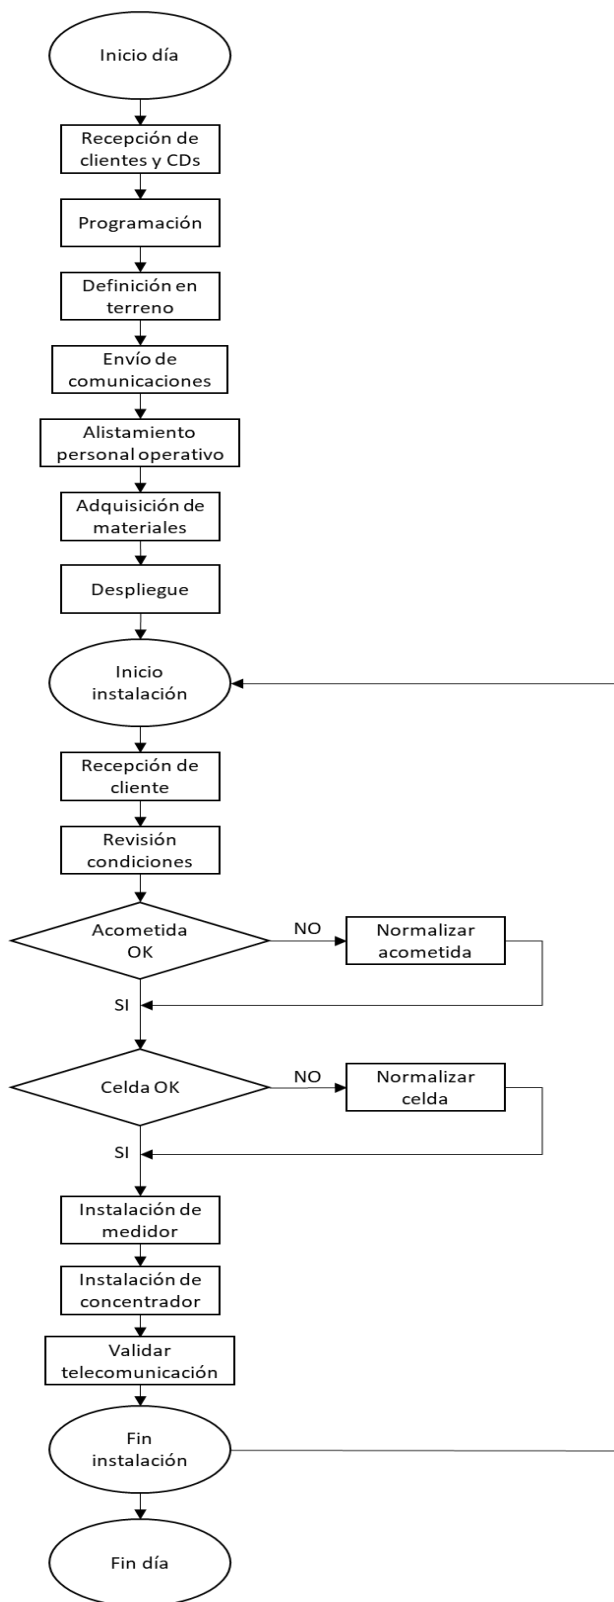 Inicio día
Recepción de
clientes y CDs
Programación
Definición en
terreno
Envío de
comunicaciones
Alistamiento
personal operativo
Adquisición de
materiales
Despliegue
Inicio
instalación
Recepción de
cliente
Revisión
condiciones
Acometida
OK
NO
Normalizar
acometida
SI
Celda OK
NO
Normalizar
celda
SI
Instalación de
medidor
Instalación de
concentrador
Validar
telecomunicación
Fin
instalación
Fin día